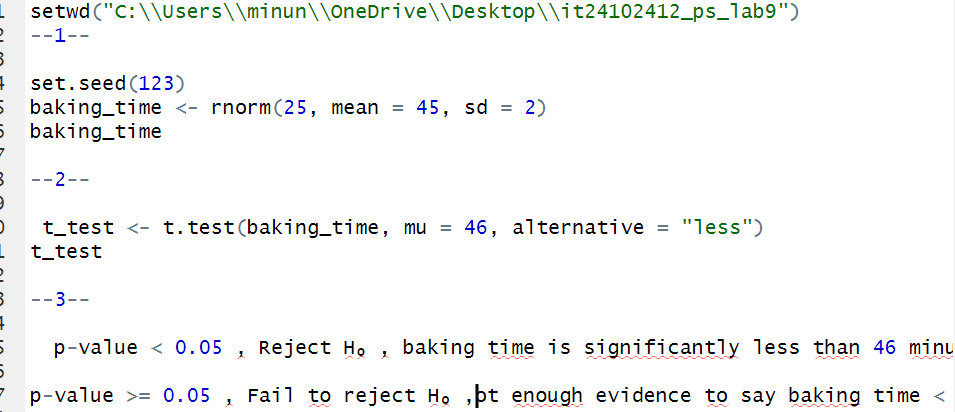 setwd("C:\\Users\\minun\\OneDrive\\Desktop\\it24102412_ps_lab9")
--1--
set.seed(123)
baking_time <- rnorm(25, mean = 45, sd = 2)
baking_time
--2--
t_test <- t.test(baking_time, mu = 46, alternative = "less")
t_test
--3--
p-value < 0.05 , Reject H₀ , baking time is significantly less than 46 minu
p-value >= 0.05 , Fail to reject H₀ , enough evidence to say baking time <